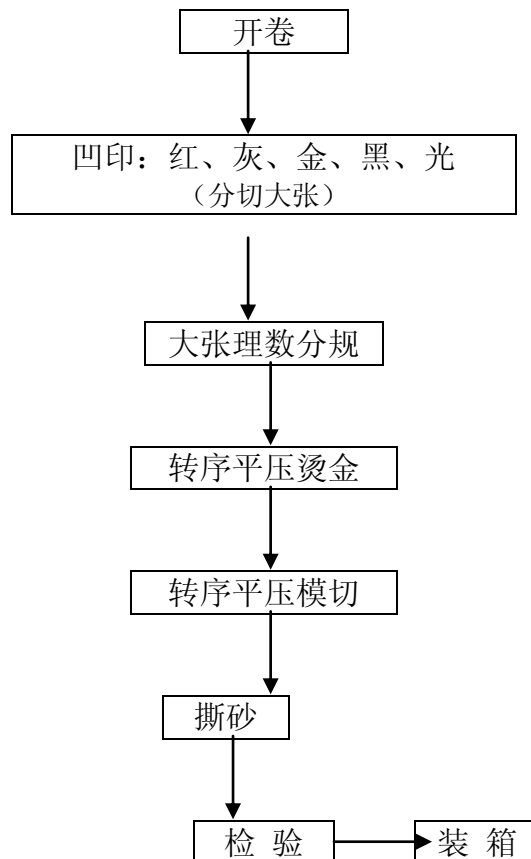 开卷
凹印：红、灰、金、黑、光
（分切大张）
大张理数分规
转序平压烫金
转序平压模切
撕砂
检 验
装 箱